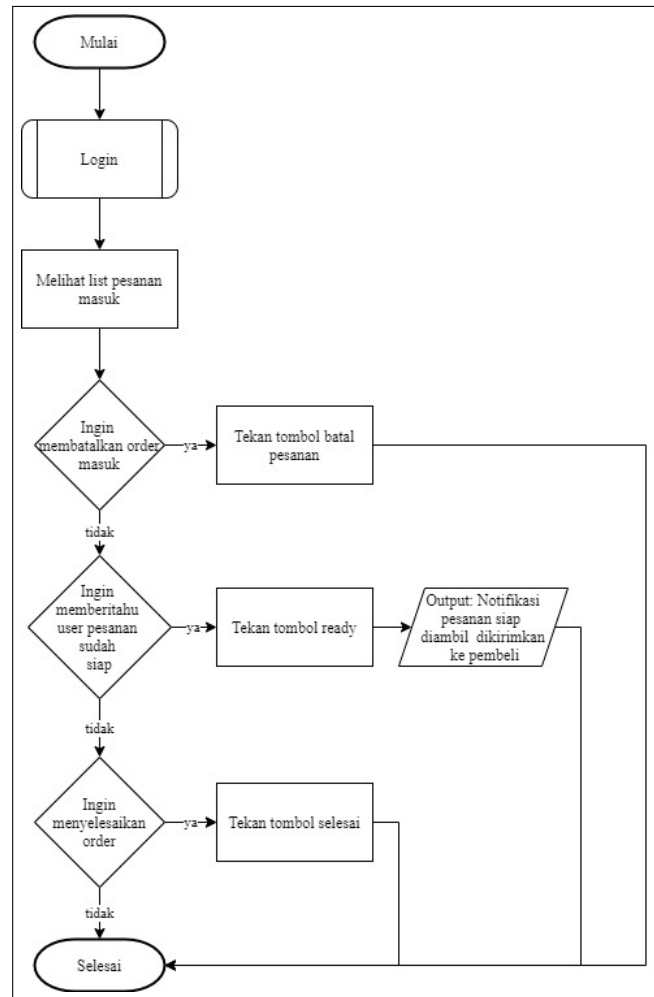 Mulai
Login
Melihat list pesanan
masuk
Ingin
membatalkan order
masuk
ya
Tekan tombol batal
pesanan
tidak
Ingin
memberitahu
user pesanan
sudah
siap
ya
Tekan tombol ready
Output: Notifikasi
pesanan siap
diambil dikirimkan
ke pembeli
tidak
Ingin
menyelesaikan
order
ya
Tekan tombol selesai
tidak
Selesai